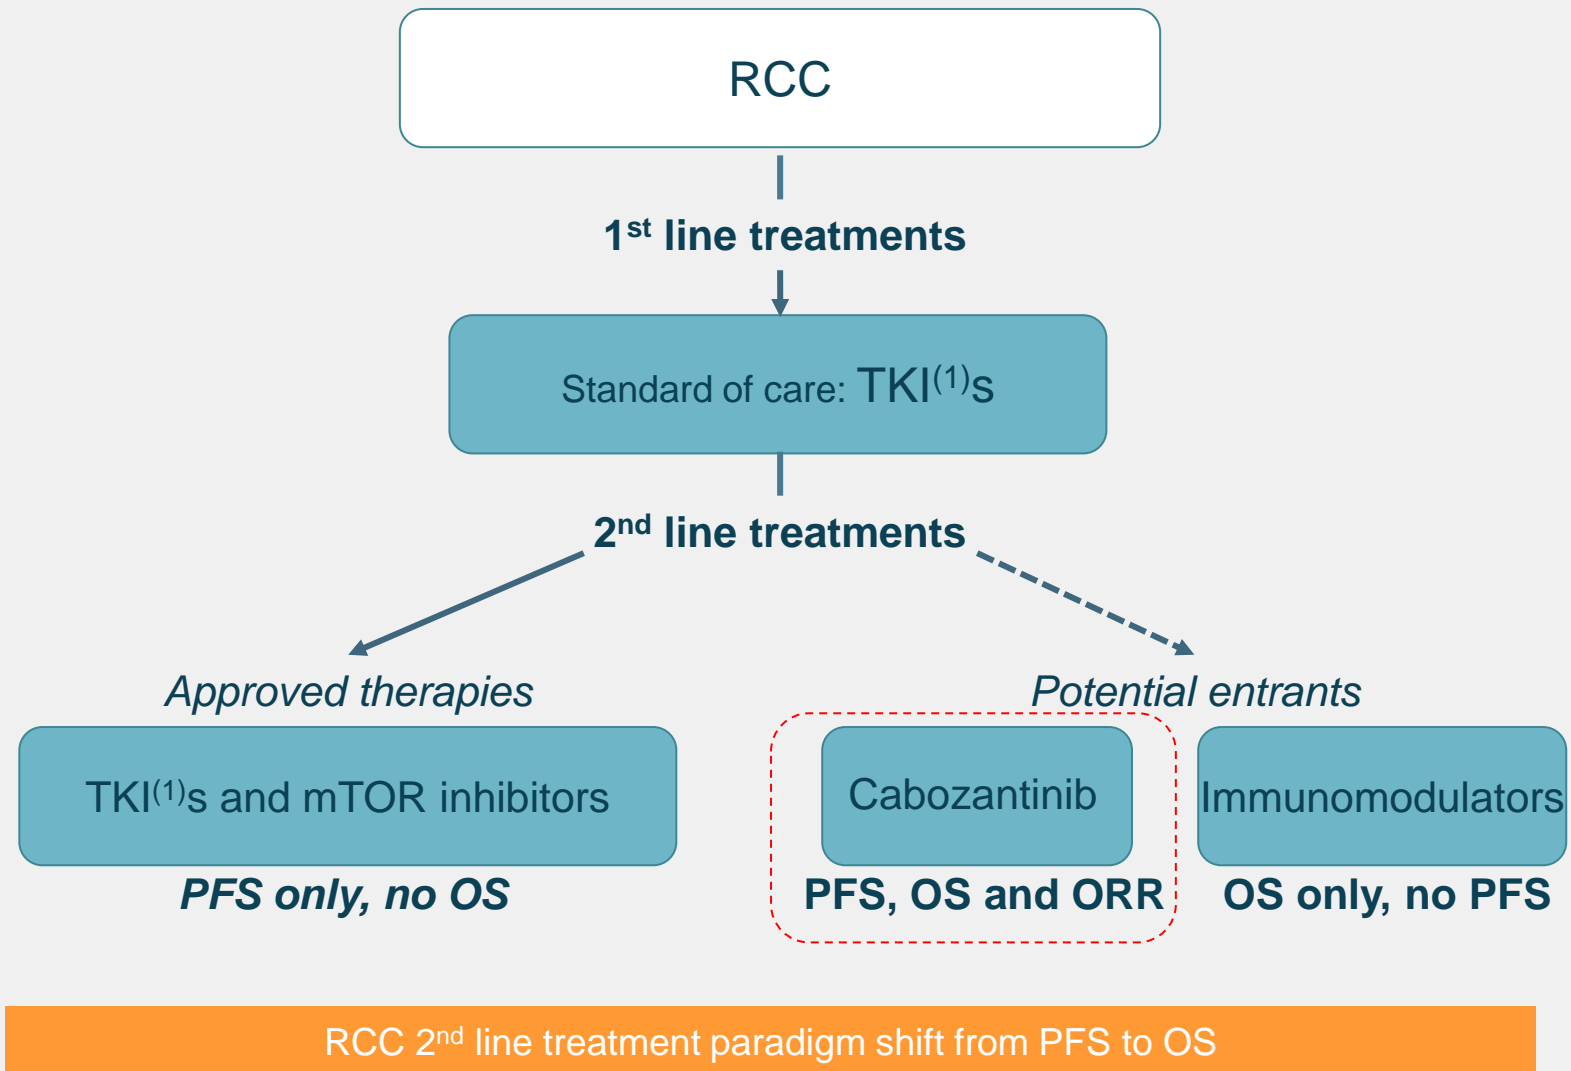 RCC
1st line treatments
Standard of care: TKI(1)s
2nd line treatments
Approved therapies
Potential entrants
TKI(1)s and mTOR inhibitors
Cabozantinib
Immunomodulators
PFS only, no OS
PFS, OS and ORR
OS only, no PFS
RCC 2nd line treatment paradigm shift from PFS to OS